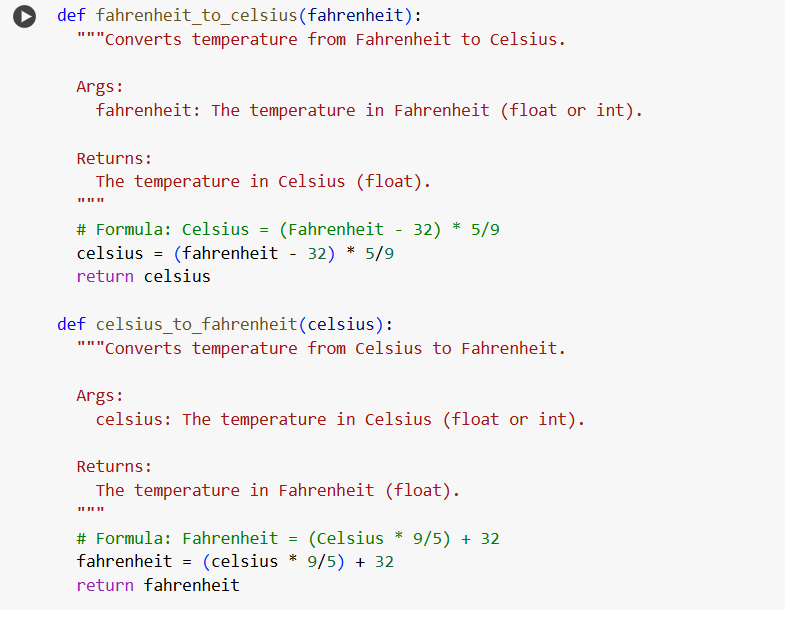 def fahrenheit_to_celsius(fahrenheit):
  """Converts temperature from Fahrenheit to Celsius.

  Args:
    fahrenheit: The temperature in Fahrenheit (float or int).

  Returns:
    The temperature in Celsius (float).
  """
  # Formula: Celsius = (Fahrenheit - 32) * 5/9
  celsius = (fahrenheit - 32) * 5/9
  return celsius

def celsius_to_fahrenheit(celsius):
  """Converts temperature from Celsius to Fahrenheit.

  Args:
    celsius: The temperature in Celsius (float or int).

  Returns:
    The temperature in Fahrenheit (float).
  """
  # Formula: Fahrenheit = (Celsius * 9/5) + 32
  fahrenheit = (celsius * 9/5) + 32
  return fahrenheit